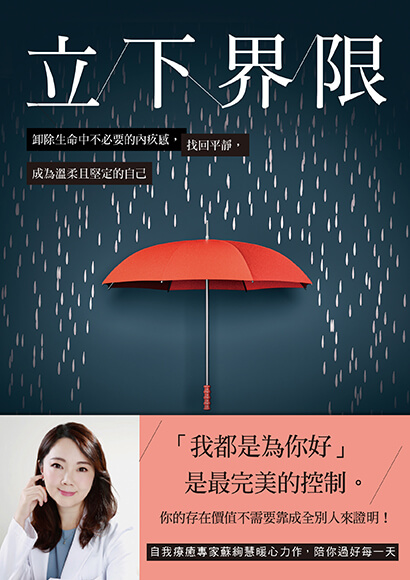 立下界限
卸除生命中不必要的內疚感，找回平靜，
成為溫柔且堅定的自己
「我都是為你好」
是最完美的控制。
你的存在價值不需要靠成全別人來證明！
自我療癒專家蘇絢慧暖心力作，陪你過好每一天